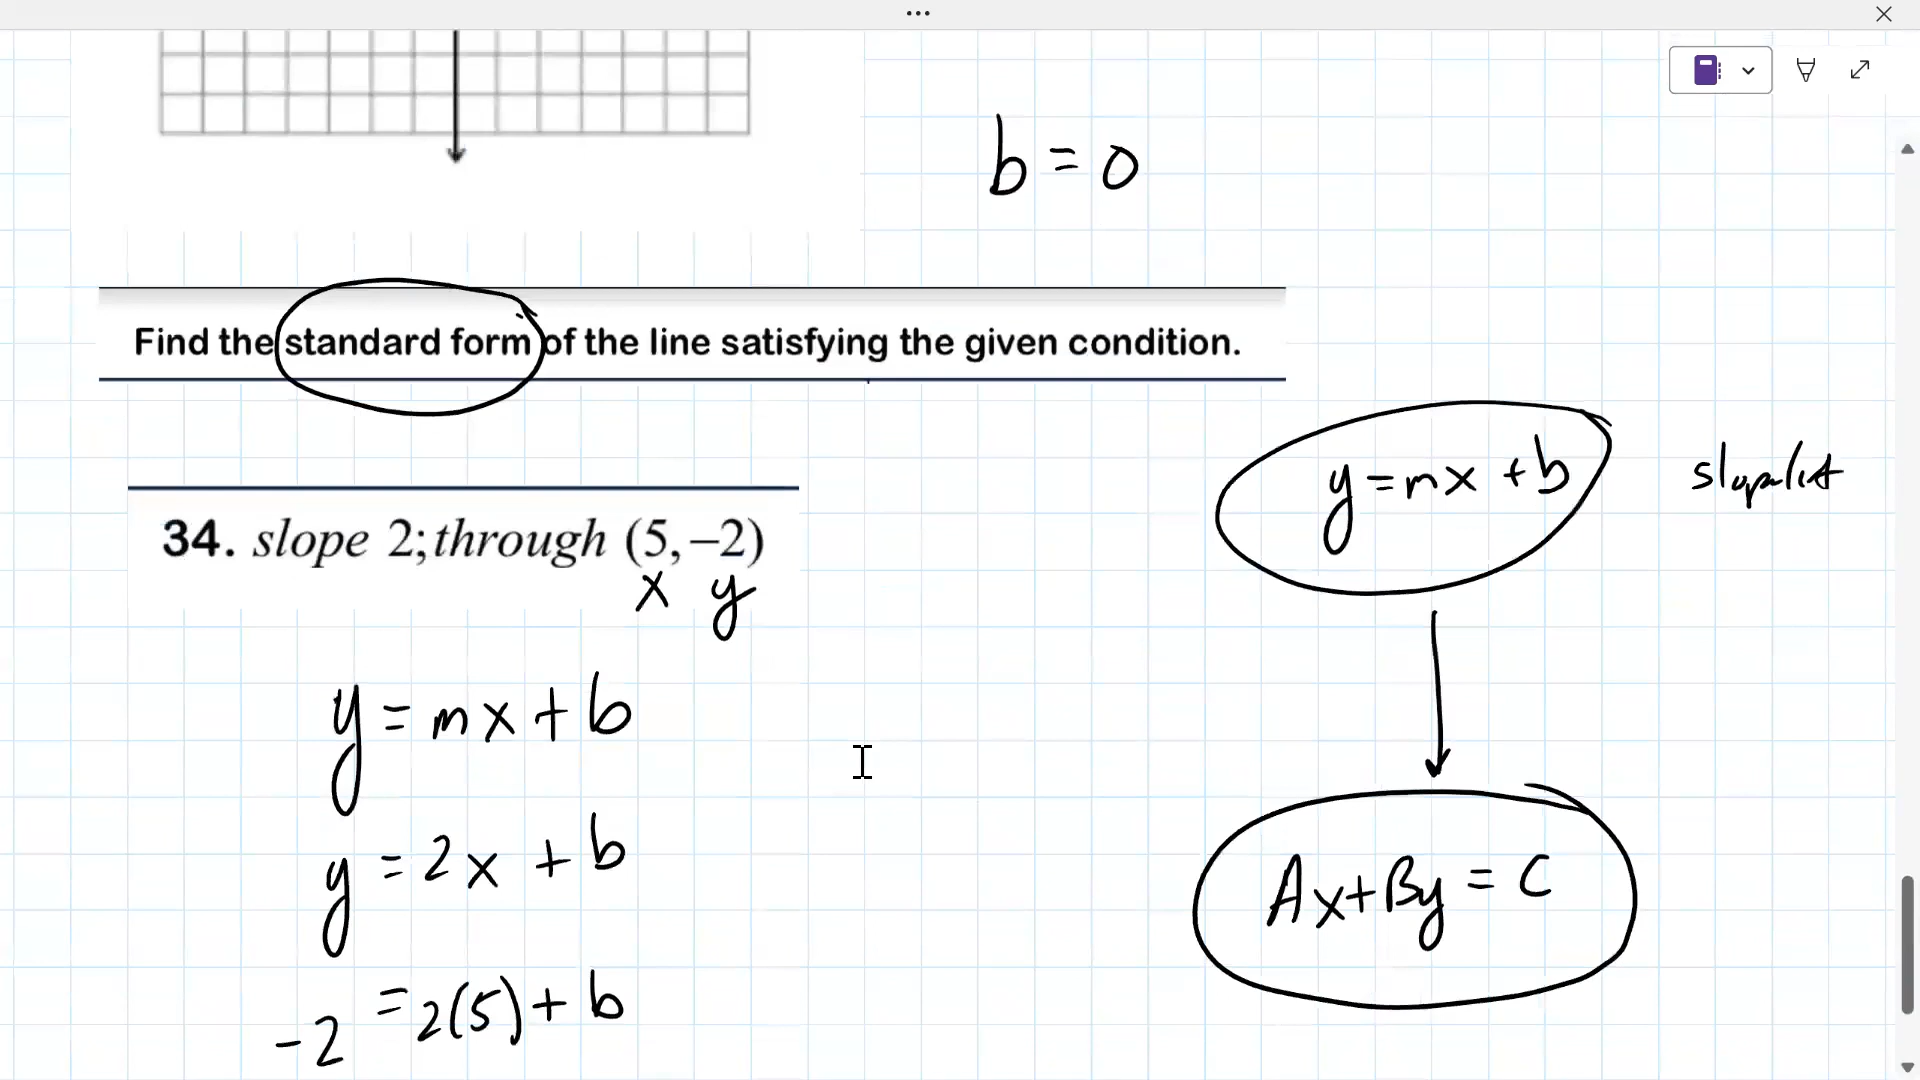 b = 0
Find the standard form of the line satisfying the given condition.
y = mx + b
34. slope 2; through (5, –2)
x y
y = mx + b
y = 2x + b
Ax + By = C
-2 = 2(5) + b